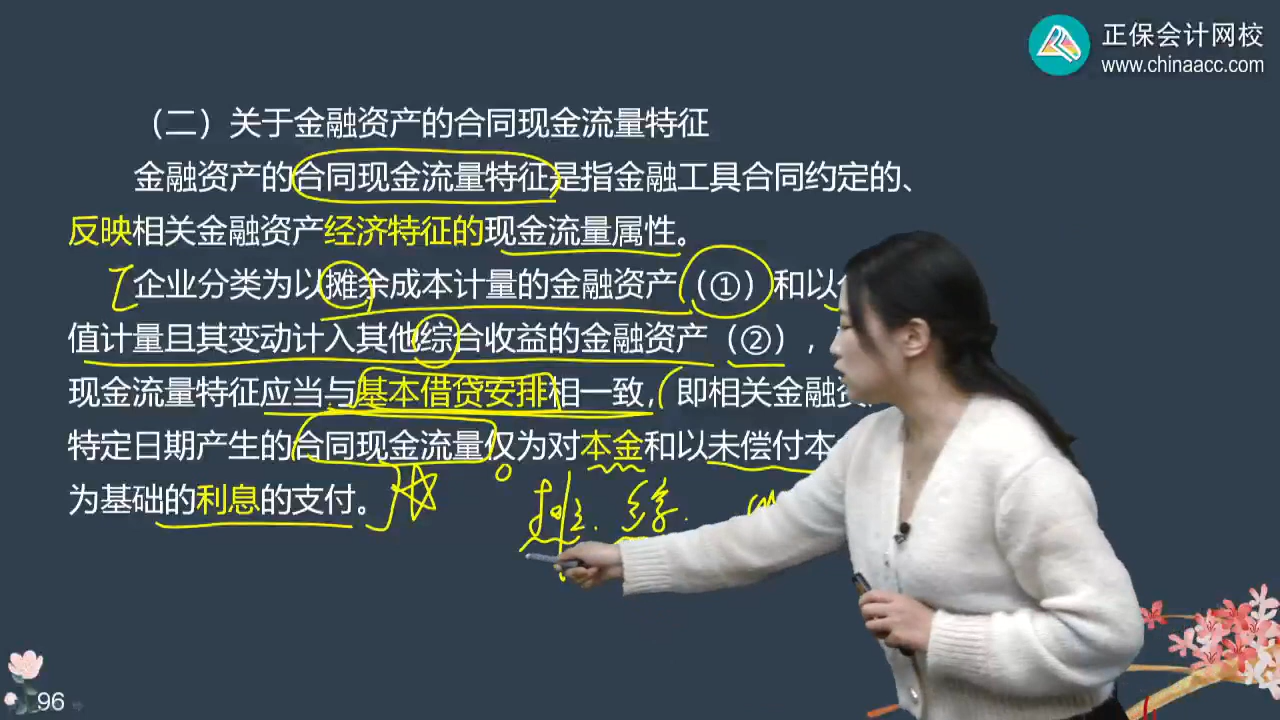 正保会计网校
www.chinaacc.com
（二）关于金融资产的合同现金流量特征
金融资产的合同现金流量特征是指金融工具合同约定的、
反映相关金融资产经济特征的现金流量属性。
企业分类为以摊余成本计量的金融资产（①）和以
值计量且其变动计入其他综合收益的金融资产（②），
现金流量特征应当与基本借贷安排相一致，即相关金融资
特定日期产生的合同现金流量仅为对本金和以未偿付本
为基础的利息的支付。
96